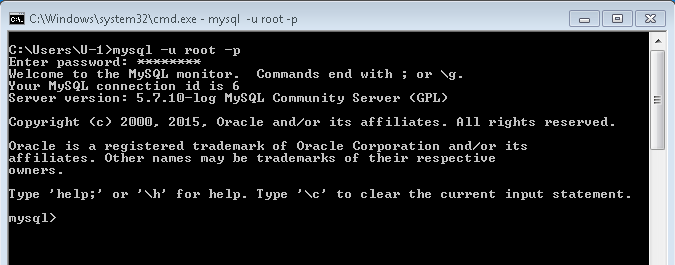 C:\Windows\system32\cmd.exe - mysql -u root -p
C:\Users\U-1>mysql -u root -p
Enter password: ********
Welcome to the MySQL monitor.  Commands end with ; or \g.
Your MySQL connection id is 6
Server version: 5.7.10-log MySQL Community Server (GPL)
Copyright (c) 2000, 2015, Oracle and/or its affiliates. All rights reserved.
Oracle is a registered trademark of Oracle Corporation and/or its
affiliates. Other names may be trademarks of their respective
owners.
Type 'help;' or '\h' for help. Type '\c' to clear the current input statement.
mysql>